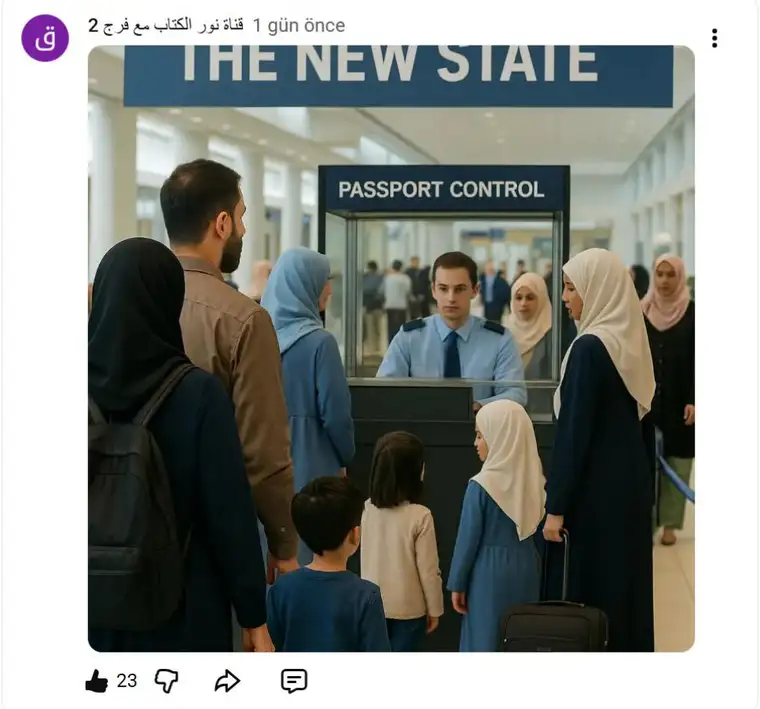 قناة نور الكتاب مع فرج 2 1 gün önce
THE NEW STATE
PASSPORT CONTROL
23
ق